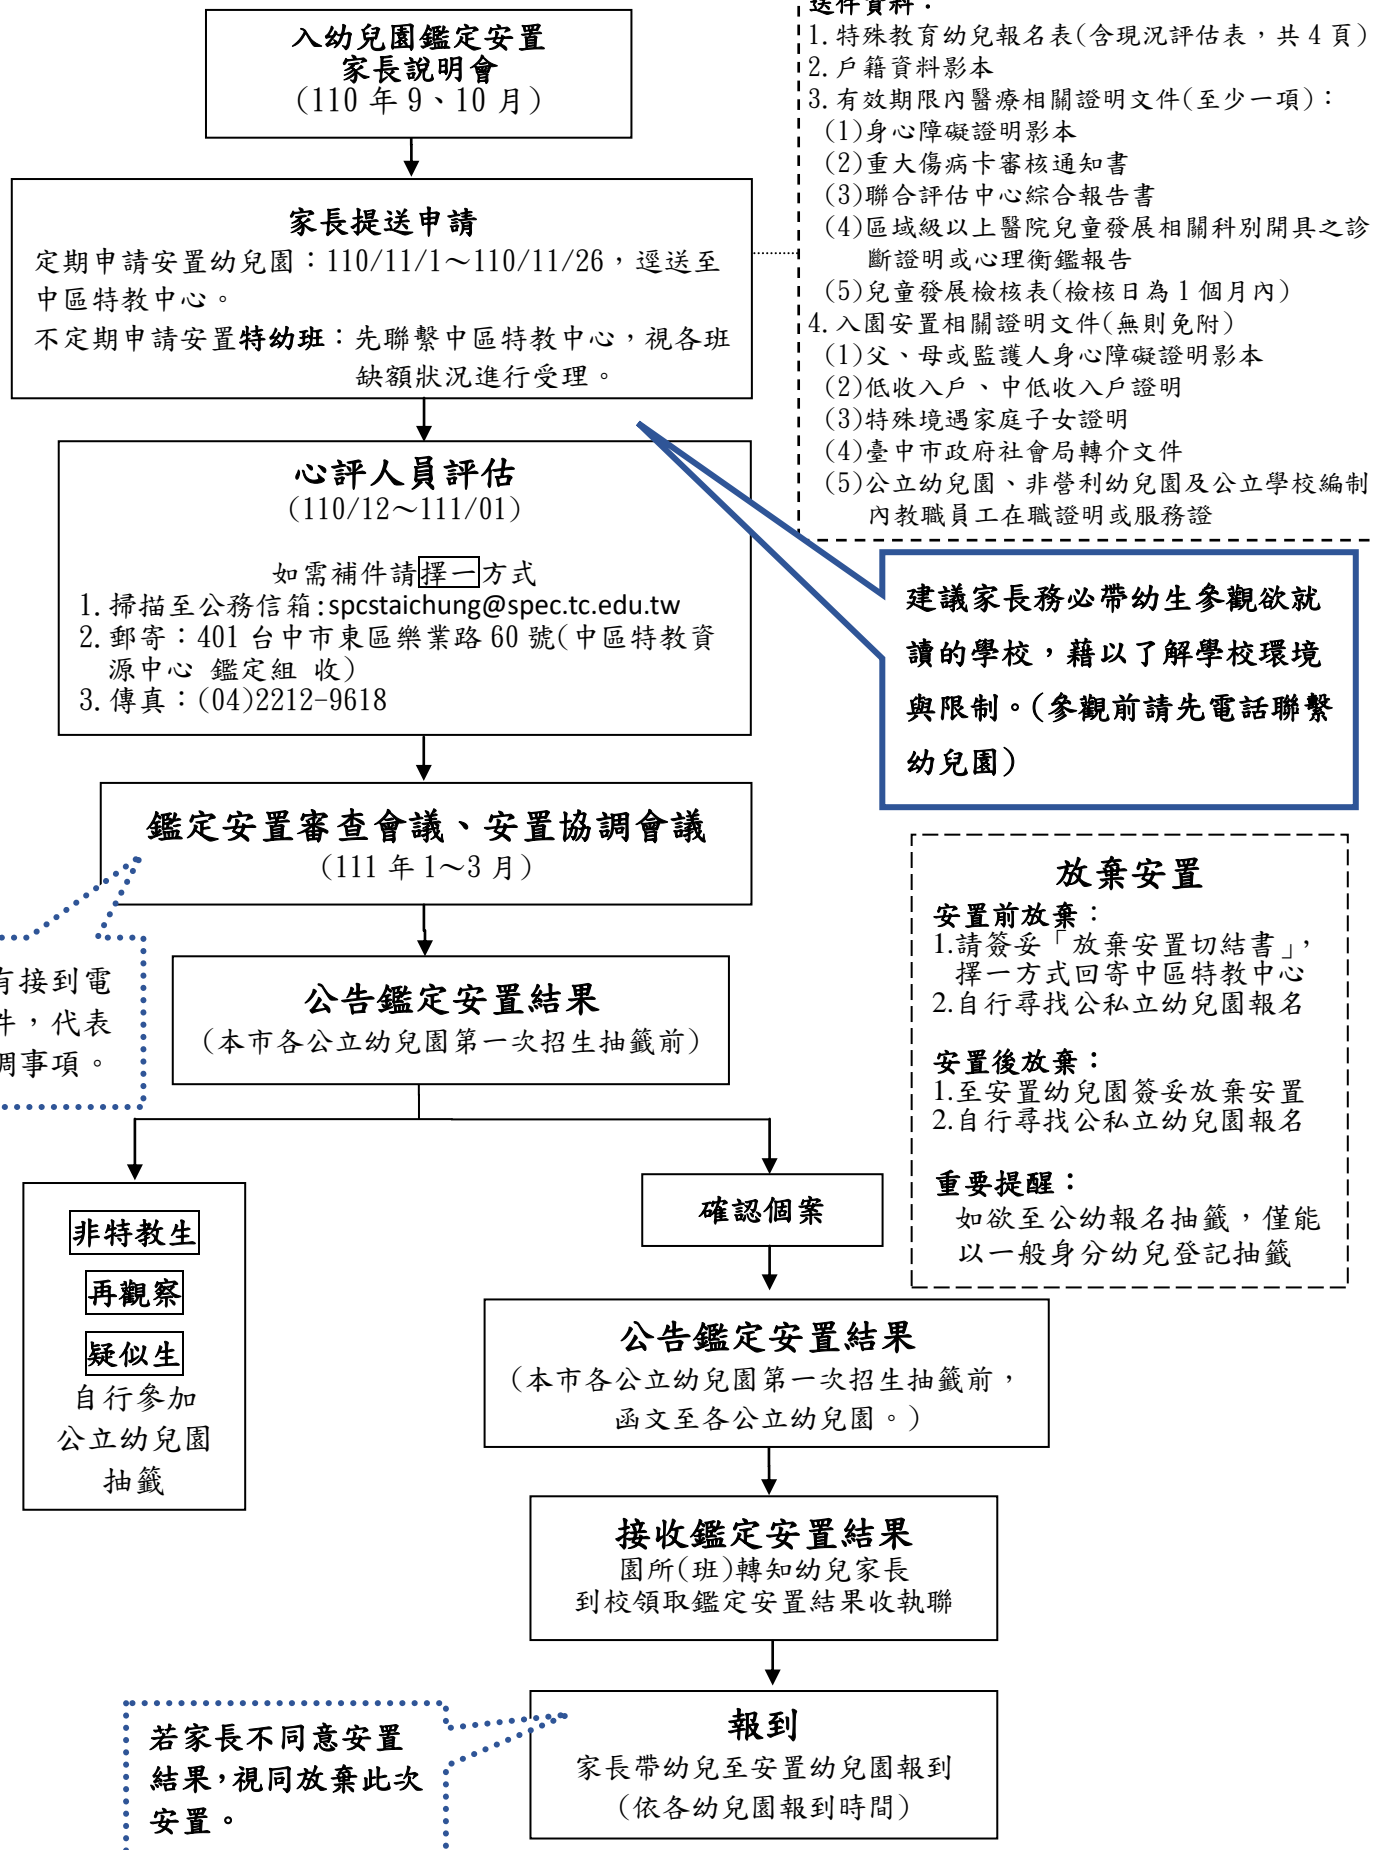 入幼兒園鑑定安置
家長說明會
(110 年 9、10 月)
送件資料：
1.特殊教育幼兒報名表(含現況評估表，共 4 頁)
2.戶籍資料影本
3.有效期限內醫療相關證明文件(至少一項)：
(1)身心障礙證明影本
(2)重大傷病卡審核通知書
(3)聯合評估中心綜合報告書
(4)區域級以上醫院兒童發展相關科別開具之診
斷證明或心理衡鑑報告
(5)兒童發展檢核表(檢核日為 1 個月內)
4.入園安置相關證明文件(無則免附)
(1)父、母或監護人身心障礙證明影本
(2)低收入戶、中低收入戶證明
(3)特殊境遇家庭子女證明
(4)臺中市政府社會局轉介文件
(5)公立幼兒園、非營利幼兒園及公立學校編制
內教職員工在職證明或服務證
家長提送申請
定期申請安置幼兒園：110/11/1～110/11/26，逕送至
中區特教中心。
不定期申請安置特幼班：先聯繫中區特教中心，視各班
缺額狀況進行受理。
心評人員評估
(110/12～111/01)
如需補件請擇一方式
1.掃描至公務信箱:spcstaichung@spec.tc.edu.tw
2.郵寄：401 台中市東區樂業路 60 號(中區特教資
源中心 鑑定組 收)
3.傳真：(04)2212-9618
建議家長務必帶幼生參觀欲就
讀的學校，藉以了解學校環境
與限制。(參觀前請先電話聯繫
幼兒園)
鑑定安置審查會議、安置協調會議
(111 年 1～3 月)
有接到電
件，代表
調事項。
公告鑑定安置結果
(本市各公立幼兒園第一次招生抽籤前)
放棄安置
安置前放棄：
1.請簽妥「放棄安置切結書」，
擇一方式回寄中區特教中心
2.自行尋找公私立幼兒園報名
安置後放棄：
1.至安置幼兒園簽妥放棄安置
2.自行尋找公私立幼兒園報名
重要提醒：
如欲至公幼報名抽籤，僅能
以一般身分幼兒登記抽籤
非特教生
再觀察
疑似生
自行參加
公立幼兒園
抽籤
確認個案
公告鑑定安置結果
(本市各公立幼兒園第一次招生抽籤前，
函文至各公立幼兒園。)
接收鑑定安置結果
園所(班)轉知幼兒家長
到校領取鑑定安置結果收執聯
報到
家長帶幼兒至安置幼兒園報到
(依各幼兒園報到時間)
若家長不同意安置
結果，視同放棄此次
安置。